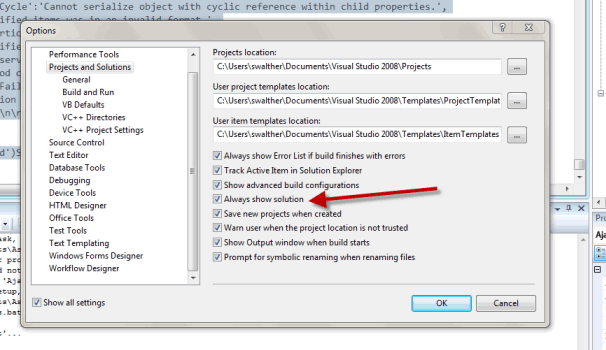 Cycle':'Cannot serialize object with cyclic reference within child properties.',
ified items was in an invalid format.',
Options
Performance Tools
Projects and Solutions
General
Build and Run
VB Defaults
VC++ Directories
VC++ Project Settings
Source Control
Text Editor
Database Tools
Debugging
Device Tools
HTML Designer
Office Tools
Test Tools
Text Templating
Windows Forms Designer
Workflow Designer
Projects location:
C:\Users\swalther\Documents\Visual Studio 2008\Projects
...
User project templates location:
C:\Users\swalther\Documents\Visual Studio 2008\Templates\ProjectTemplat
...
User item templates location:
C:\Users\swalther\Documents\Visual Studio 2008\Templates\ItemTemplates
...
Always show Error List if build finishes with errors
Track Active Item in Solution Explorer
Show advanced build configurations
Always show solution
Save new projects when created
Warn user when the project location is not trusted
Show Output window when build starts
Prompt for symbolic renaming when renaming files
Show all settings
OK
Cancel